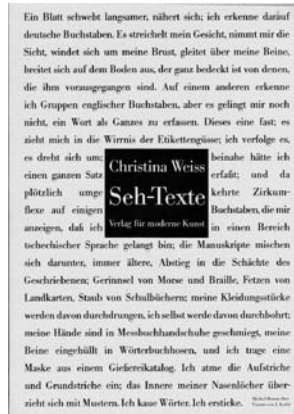 Ein Blatt schwebt langsamer, nähert sich; ich erkenne darauf
deutsche Buchstaben. Es streichelt mein Gesicht, nimmt mir die
Sicht, windet sich um meine Brust, gleitet über meine Beine,
breitet sich auf dem Boden aus, der ganz bedeckt ist von denen,
die ihm vorausgegangen sind. Auf einem anderen erkenne
ich Gruppen englischer Buchstaben, aber es gelingt mir noch
nicht, ein Wort als Ganzes zu erfassen. Dieses eine fast; es
zieht mich in die Wirrnis der Etikettengüsse; ich verfolge es,
es dreht sich um; beinahe hätte ich
einen ganzen Satz erfaßt; und da
plötzlich umge kehrte Zirkum-
flexe auf einigen Buchstaben, die mir
anzeigen, daß ich in einen Bereich
tschechischer Sprache gelangt bin; die Manuskripte mischen
sich darunter, immer ältere, Abstieg in die Schächte des
Geschriebenen; Gerinnsel von Morse und Braille, Fetzen von
Landkarten, Staub von Schulbüchern; meine Kleidungsstücke
werden davon durchdrungen, ich selbst werde davon durchbohrt;
meine Hände sind in Messbuchhandschuhe geschmiegt, meine
Beine eingehüllt in Wörterbuchhosen, und ich trage eine
Maske aus einem Gießereikatalog. Ich atme die Aufstriche
und Grundstriche ein; das Innere meiner Nasenlöcher über-
zieht sich mit Mustern. Ich kaue Wörter. Ich ersticke.
Christina Weiss
Seh-Texte
Verlag für moderne Kunst